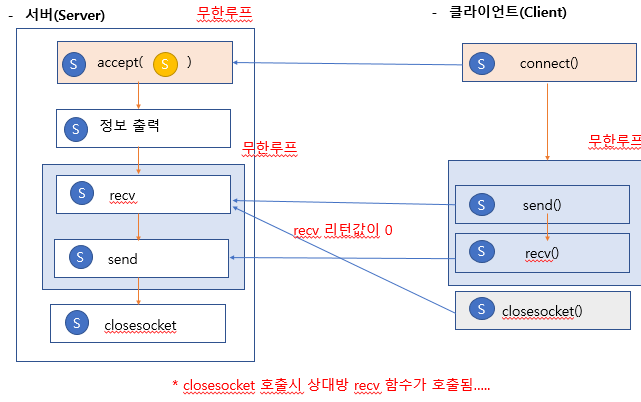 - 서버(Server)
무한루프
- 클라이언트(Client)
S accept( S )
S connect()
S 정보 출력
무한루프
무한루프
S recv
S send()
recv 리턴값이 0
S send
S recv()
S closesocket
S closesocket()
* closesocket 호출시 상대방 recv 함수가 호출됨.....